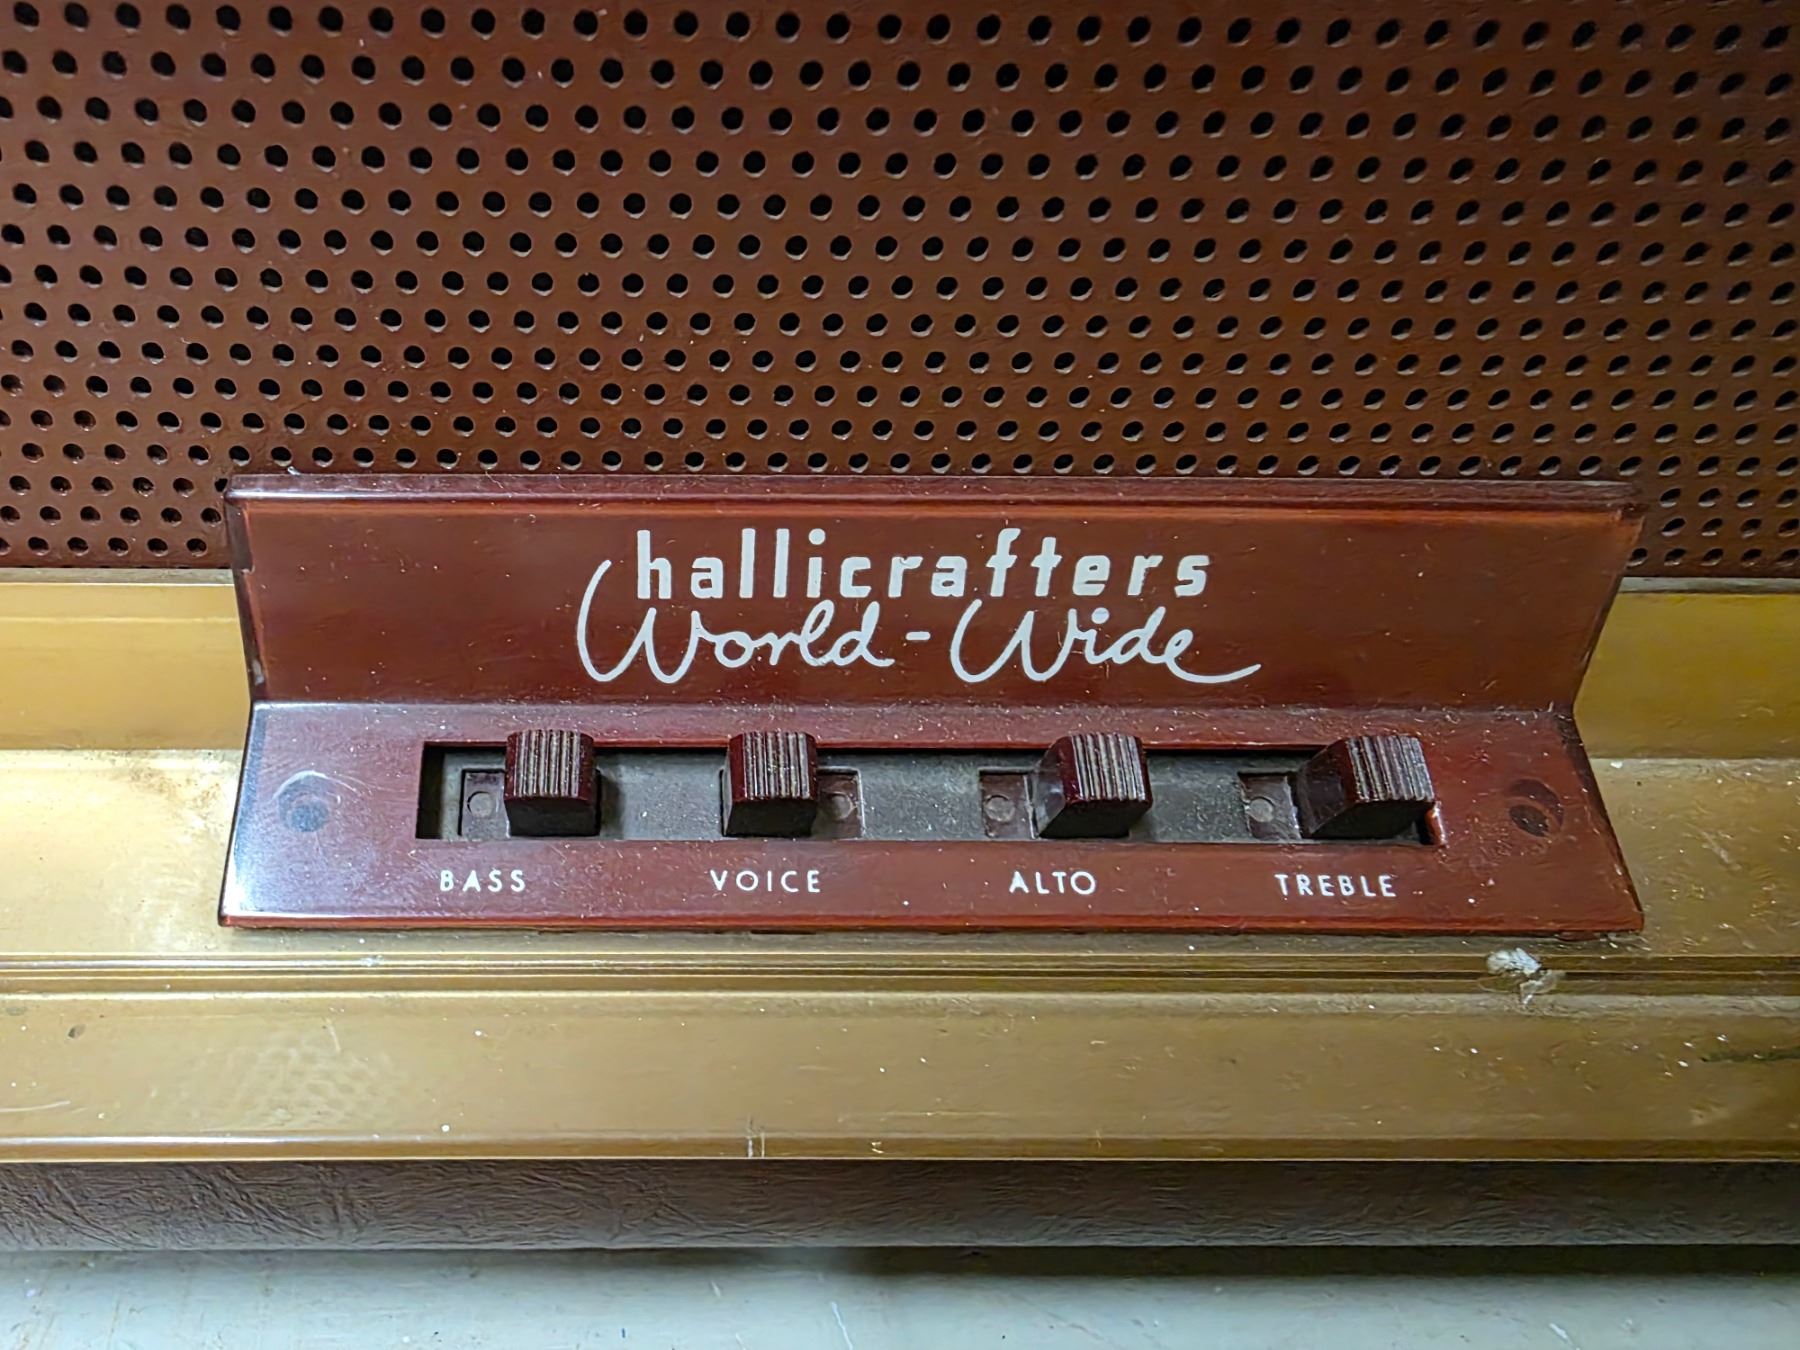 hallicrafters
World-Wide
BASS VOICE ALTO TREBLE